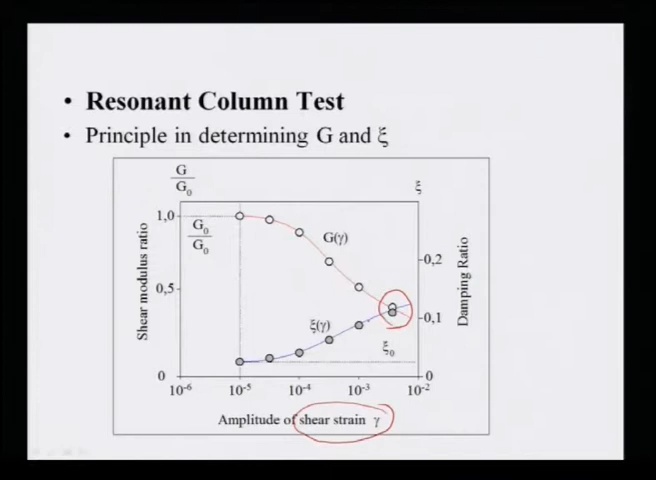 • Resonant Column Test
• Principle in determining G and ξ
G
G₀
ξ
1,0
G₀
G₀
G(γ)
0,2
Shear modulus ratio
Damping Ratio
0,5
0,1
ξ(γ)
ξ₀
0
0
10⁻⁶ 10⁻⁵ 10⁻⁴ 10⁻³ 10⁻²
Amplitude of shear strain γ